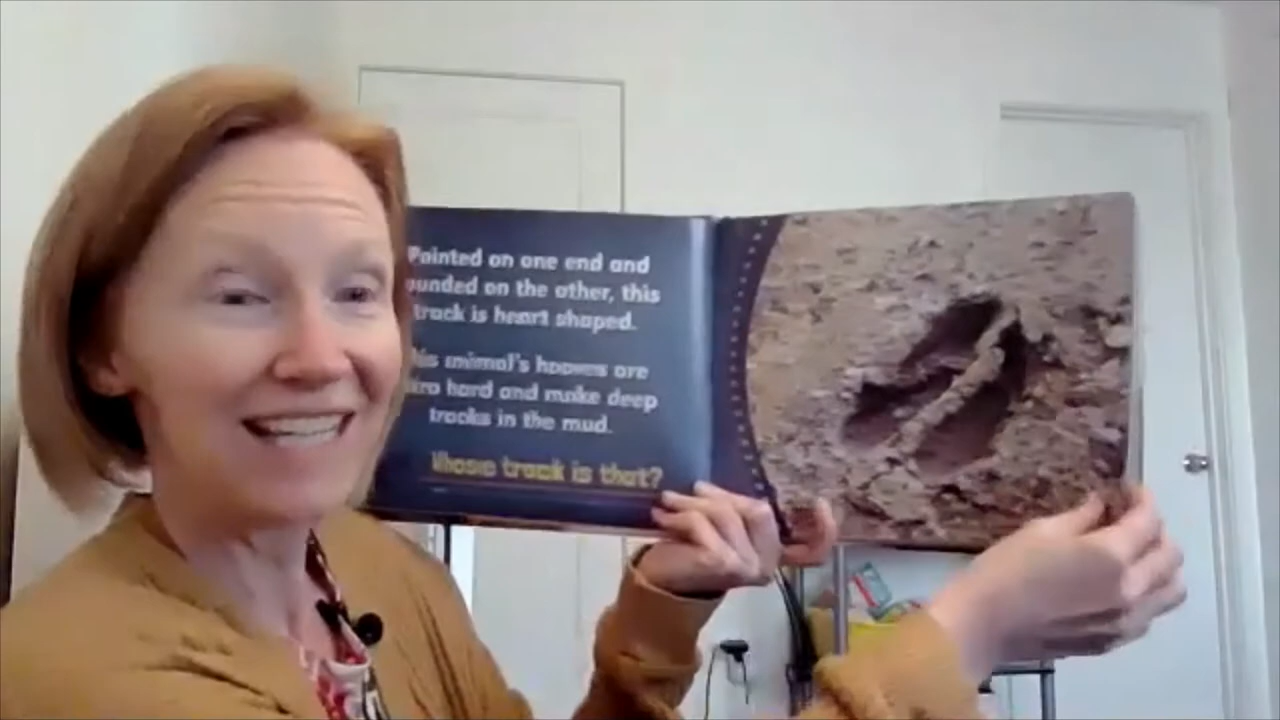 Pointed on one end and
rounded on the other, this
track is heart shaped.
This animal's hooves are
hard and make deep
tracks in the mud.
Whose track is that?